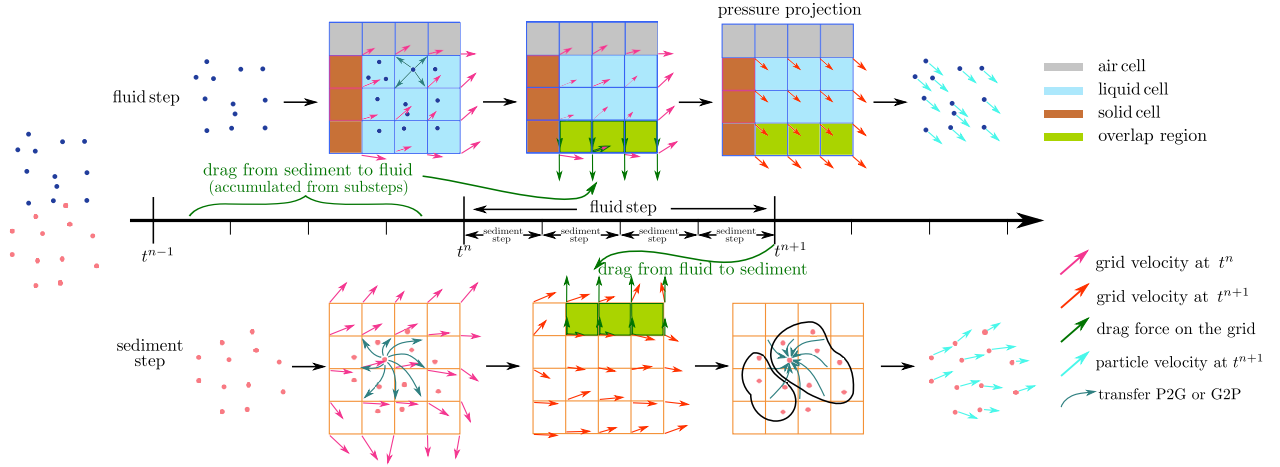 pressure projection
fluid step
air cell
liquid cell
solid cell
overlap region
drag from sediment to fluid
(accumulated from substeps)
fluid step
sediment step
sediment step
sediment step
sediment step
t^{n-1}
t^n
t^{n+1}
drag from fluid to sediment
sediment
step
grid velocity at t^n
grid velocity at t^{n+1}
drag force on the grid
particle velocity at t^{n+1}
transfer P2G or G2P